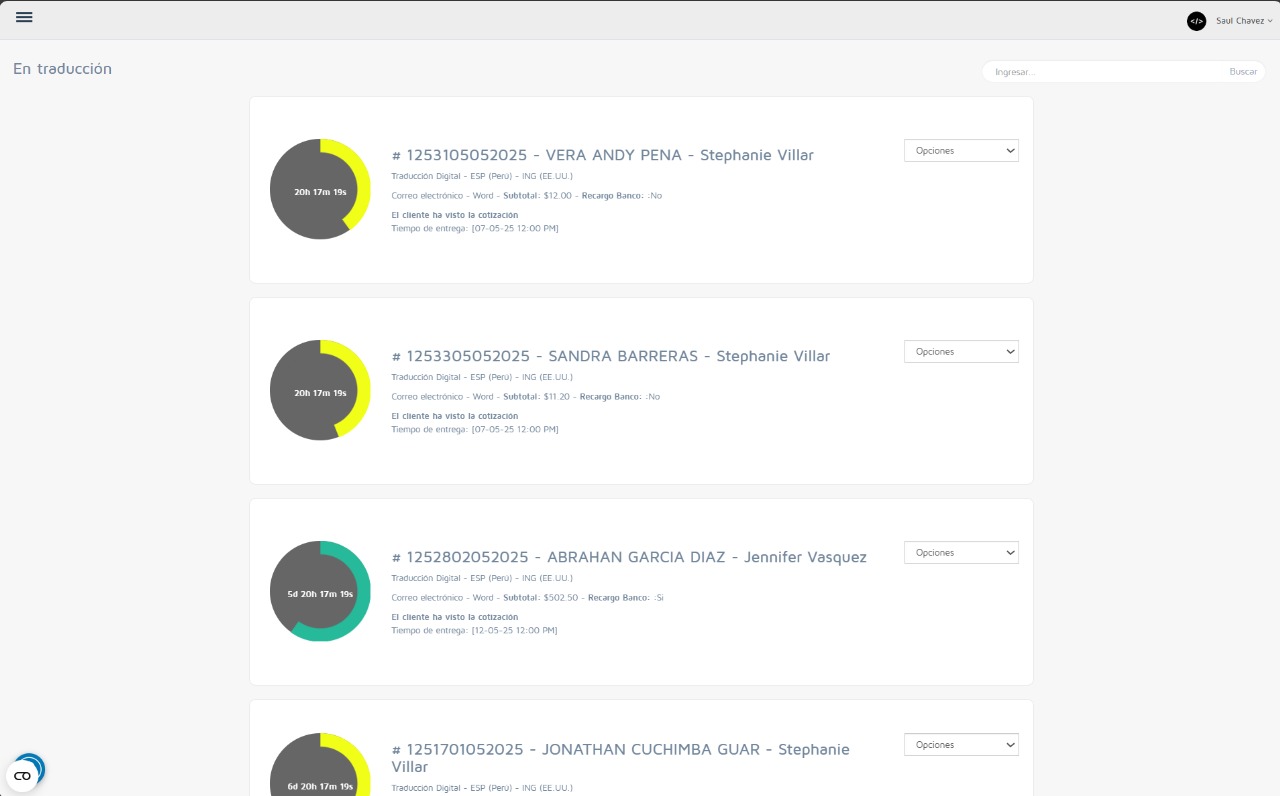 </> Saul Chavez
En traducción
Ingresar... Buscar
20h 17m 19s
# 1253105052025 - VERA ANDY PENA - Stephanie Villar
Opciones
Traducción Digital - ESP (Perú) - ING (EE.UU.)
Correo electrónico - Word - Subtotal: $12.00 - Recargo Banco: :No
El cliente ha visto la cotización
Tiempo de entrega: [07-05-25 12:00 PM]
20h 17m 19s
# 1253305052025 - SANDRA BARRERAS - Stephanie Villar
Opciones
Traducción Digital - ESP (Perú) - ING (EE.UU.)
Correo electrónico - Word - Subtotal: $11.20 - Recargo Banco: :No
El cliente ha visto la cotización
Tiempo de entrega: [07-05-25 12:00 PM]
5d 20h 17m 19s
# 1252802052025 - ABRAHAN GARCIA DIAZ - Jennifer Vasquez
Opciones
Traducción Digital - ESP (Perú) - ING (EE.UU.)
Correo electrónico - Word - Subtotal: $502.50 - Recargo Banco: :Si
El cliente ha visto la cotización
Tiempo de entrega: [12-05-25 12:00 PM]
6d 20h 17m 19s
# 1251701052025 - JONATHAN CUCHIMBA GUAR - Stephanie
Villar
Opciones
Traducción Digital - ESP (Perú) - ING (EE.UU.)